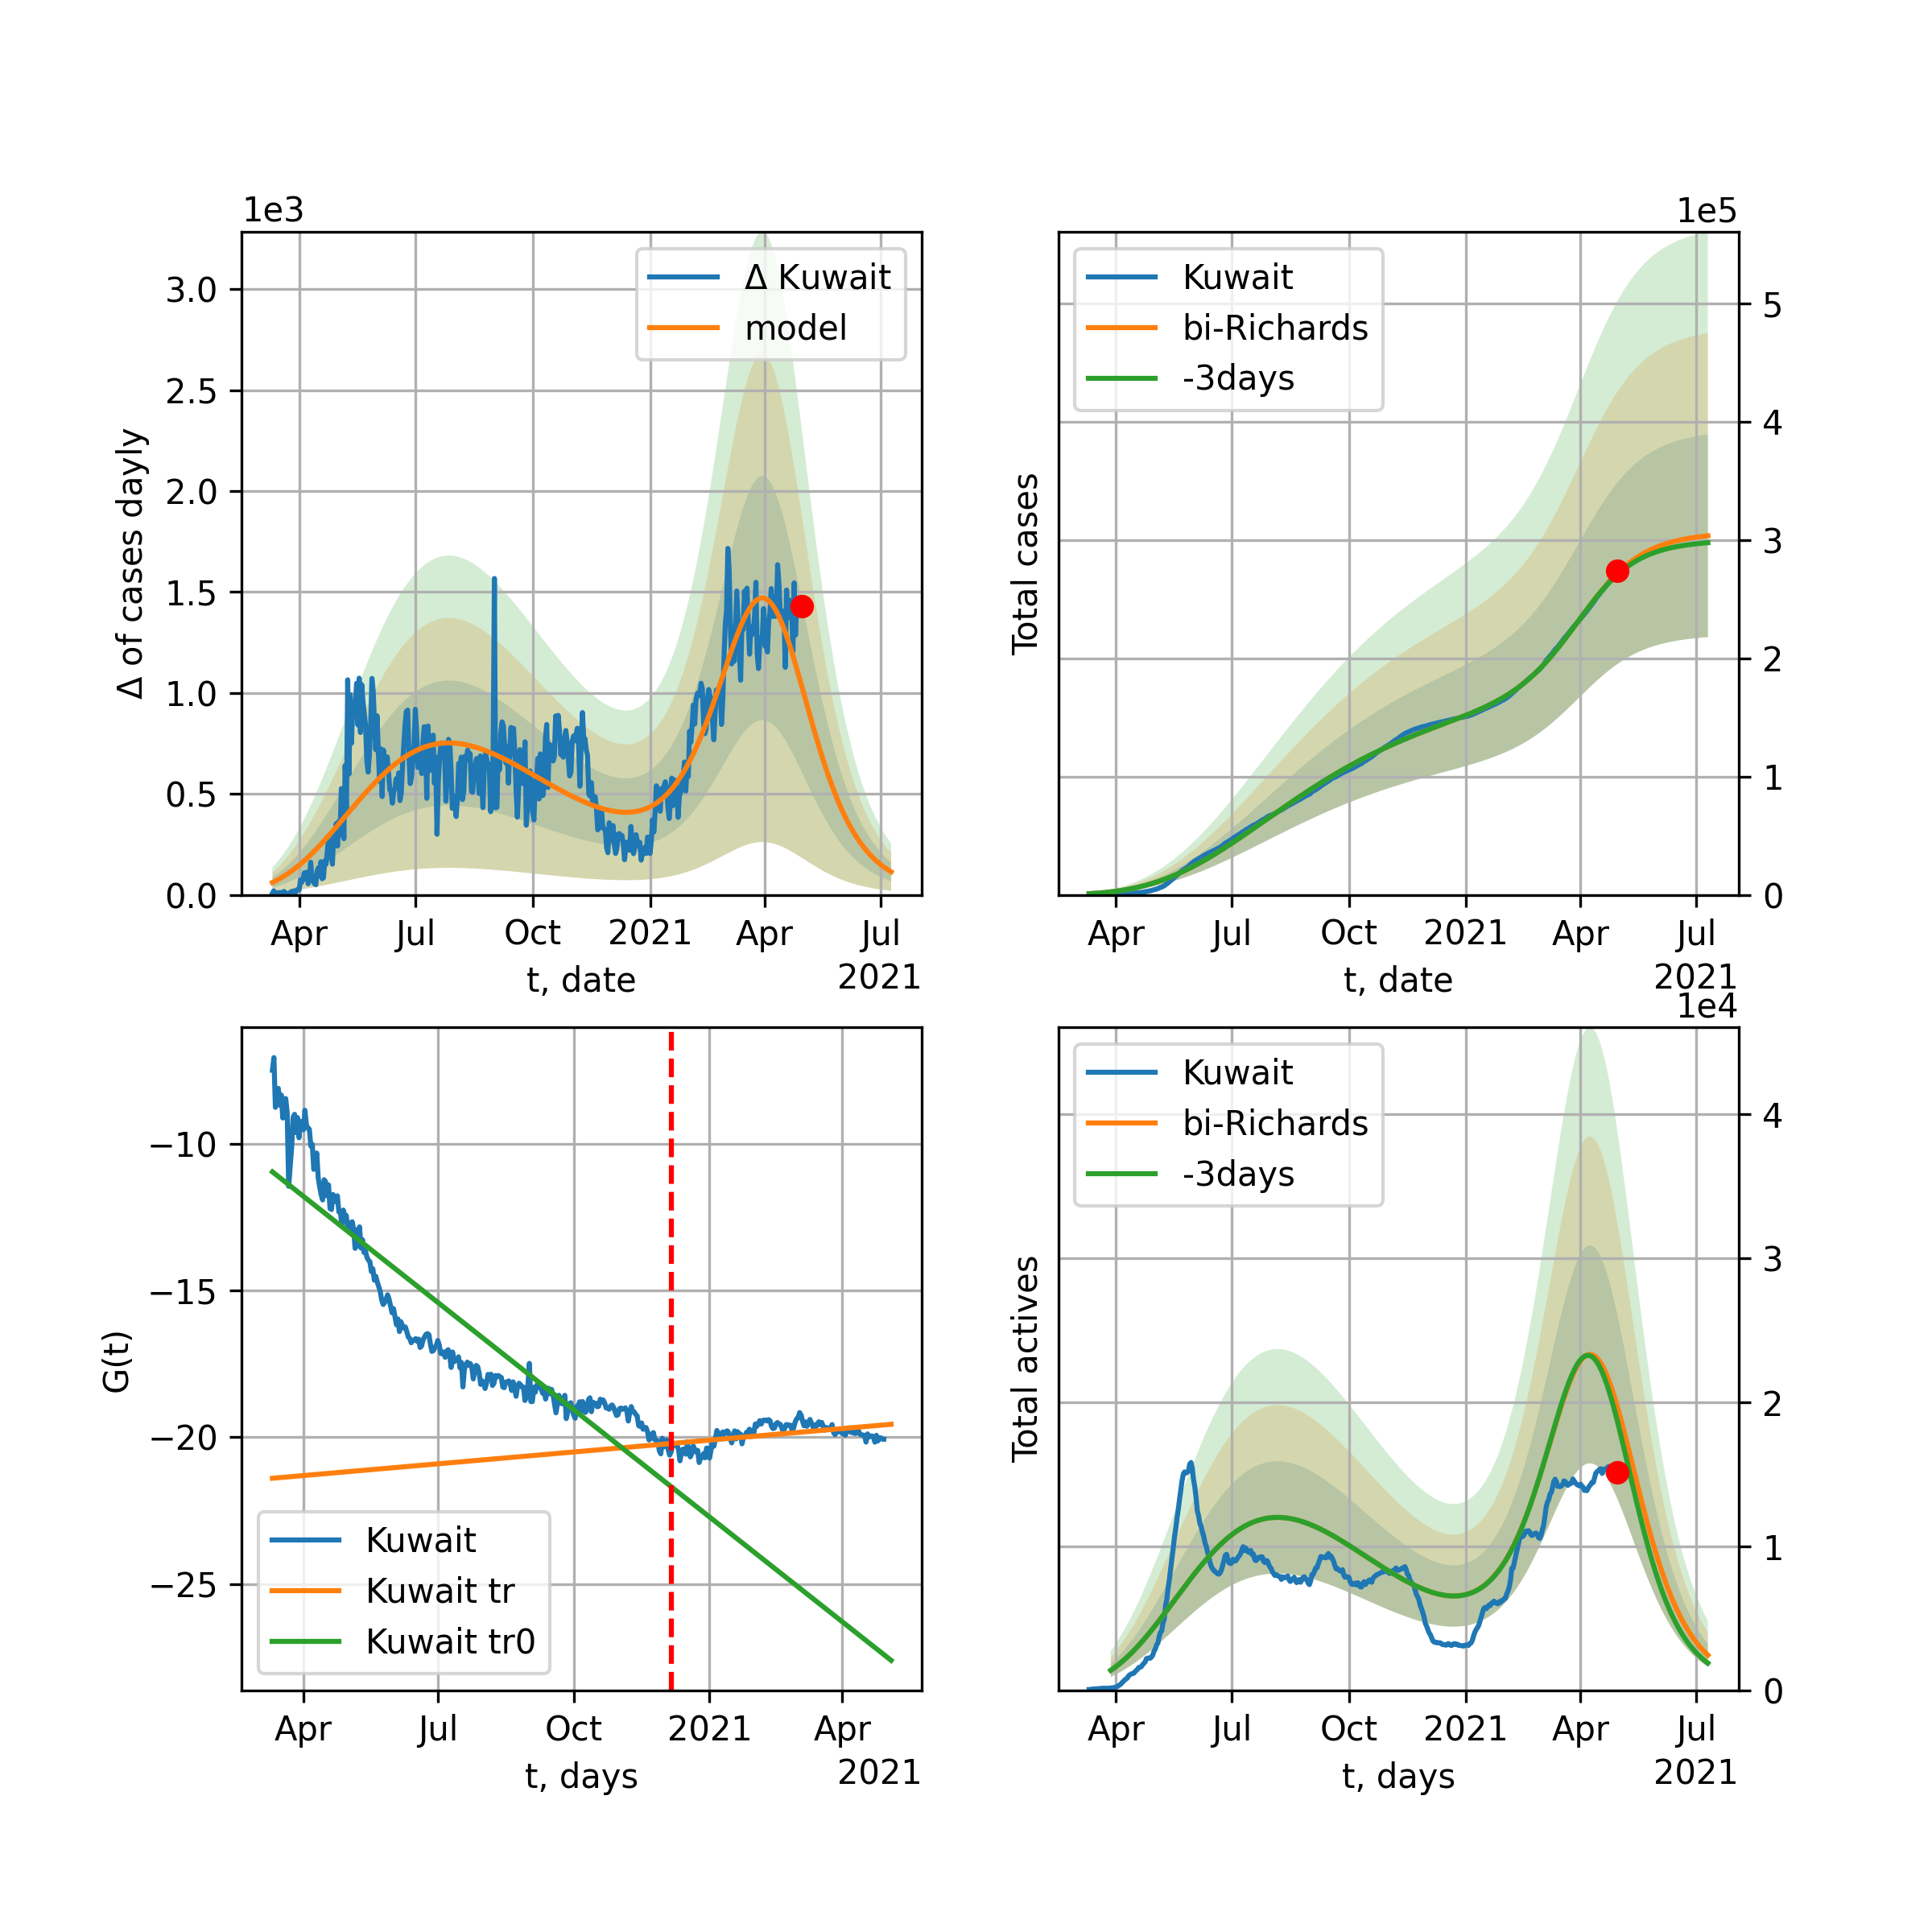 1e3
Δ of cases dayly
3.0
2.5
2.0
1.5
1.0
0.5
0.0
Δ Kuwait
model
Apr
Jul
Oct
2021
Apr
Jul
t, date
2021
1e5
Total cases
Kuwait
bi-Richards
-3days
5
4
3
2
1
0
Apr
Jul
Oct
2021
Apr
Jul
t, date
2021
G(t)
−10
−15
−20
−25
Kuwait
Kuwait tr
Kuwait tr0
Apr
Jul
Oct
2021
Apr
t, days
2021
1e4
Total actives
Kuwait
bi-Richards
-3days
4
3
2
1
0
Apr
Jul
Oct
2021
Apr
Jul
t, days
2021